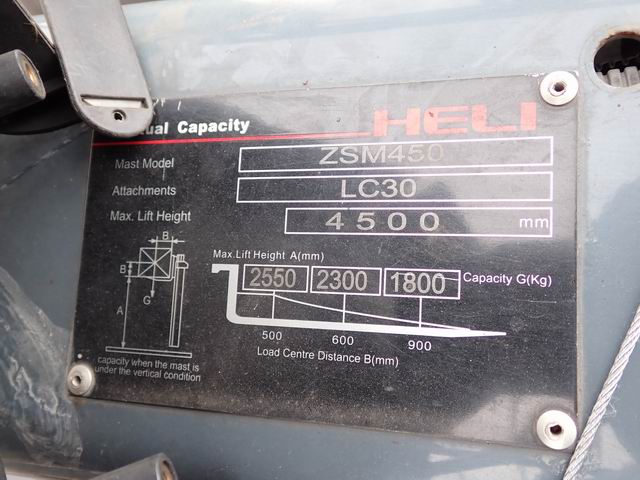 ual Capacity
HELI
Mast Model ZSM450
Attachments LC30
Max. Lift Height 4500 mm
Max. Lift Height A(mm)
2550 2300 1800 Capacity G(Kg)
500 600 900
Load Centre Distance B(mm)
B
B
G
A
capacity when the mast is
under the vertical condition